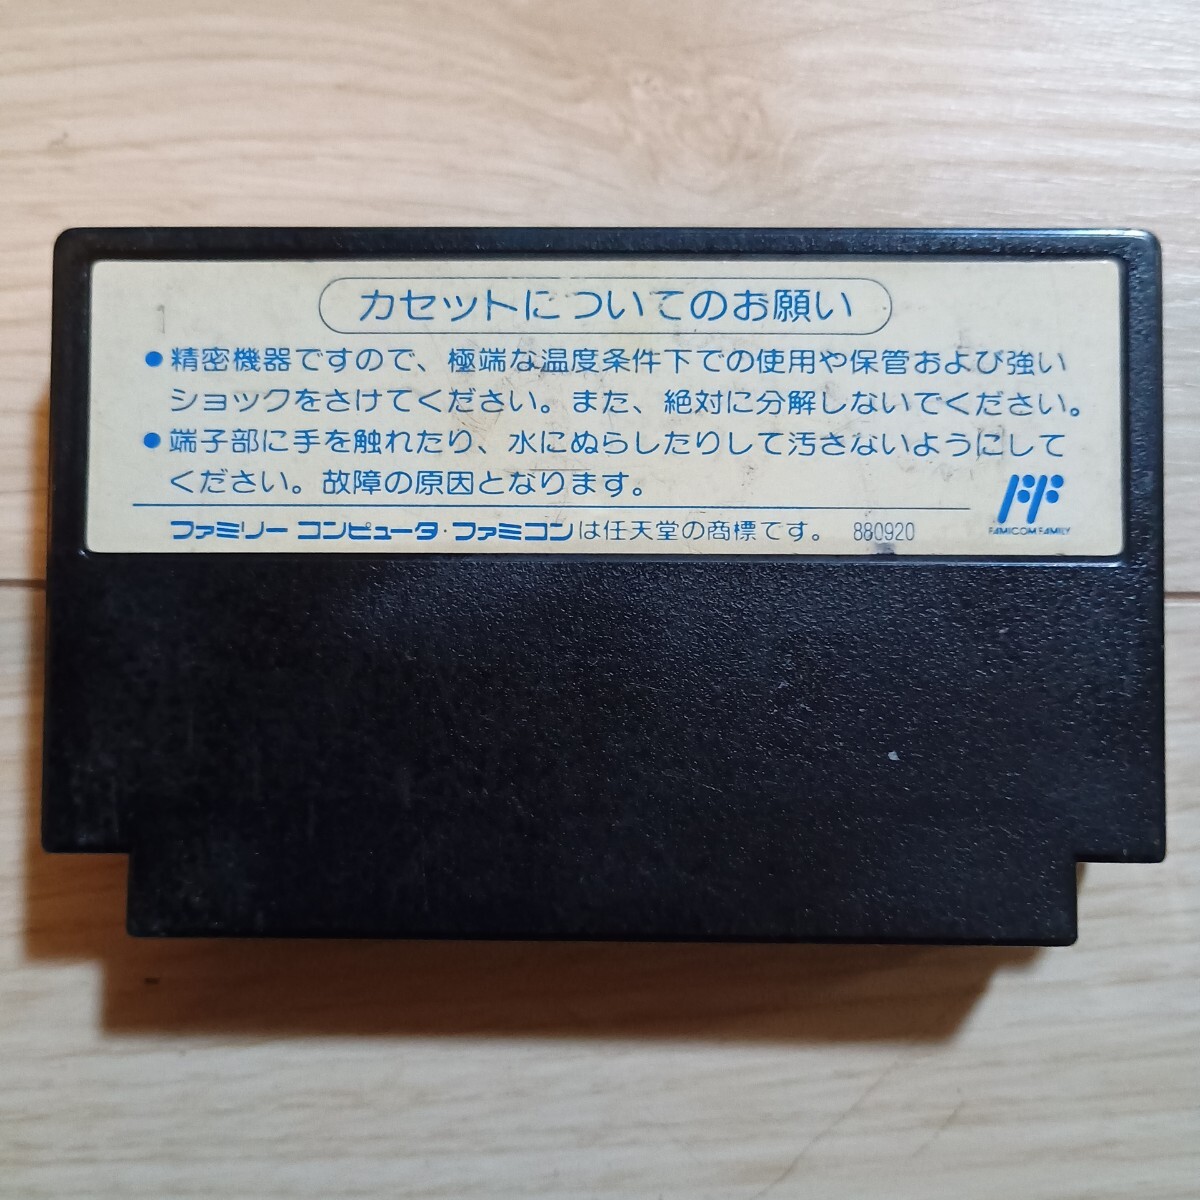 カセットについてのお願い
●精密機器ですので、極端な温度条件下での使用や保管および強い
ショックをさけてください。また、絶対に分解しないでください。
●端子部に手を触れたり、水にぬらしたりして汚さないようにして
ください。故障の原因となります。
FF
FAMICOM FAMILY
ファミリーコンピュータ・ファミコンは任天堂の商標です。 880920